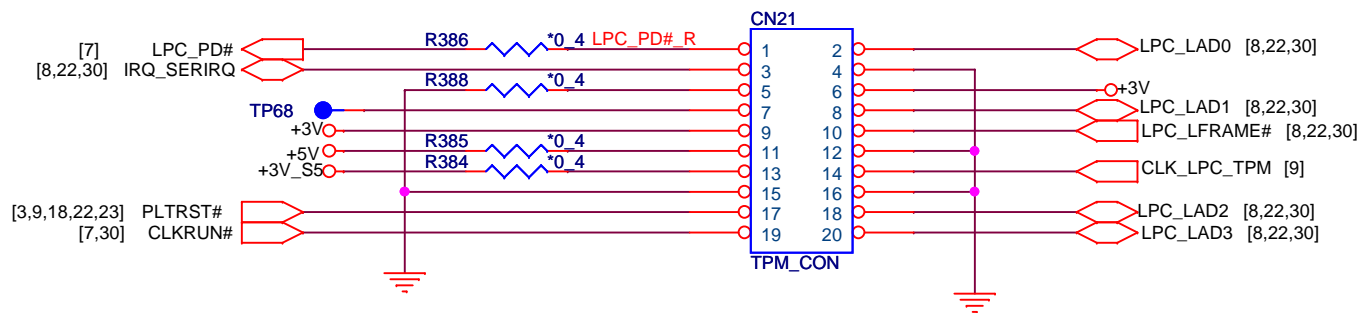 CN21
[7] LPC_PD# R386 *0_4 LPC_PD#_R 1 2 LPC_LAD0 [8,22,30]
[8,22,30] IRQ_SERIRQ 3 4
R388 *0_4 5 6 +3V
TP68 7 8 LPC_LAD1 [8,22,30]
+3V 9 10 LPC_LFRAME# [8,22,30]
+5V R385 *0_4 11 12
+3V_S5 R384 *0_4 13 14 CLK_LPC_TPM [9]
15 16
[3,9,18,22,23] PLTRST# 17 18 LPC_LAD2 [8,22,30]
[7,30] CLKRUN# 19 20 LPC_LAD3 [8,22,30]
TPM_CON